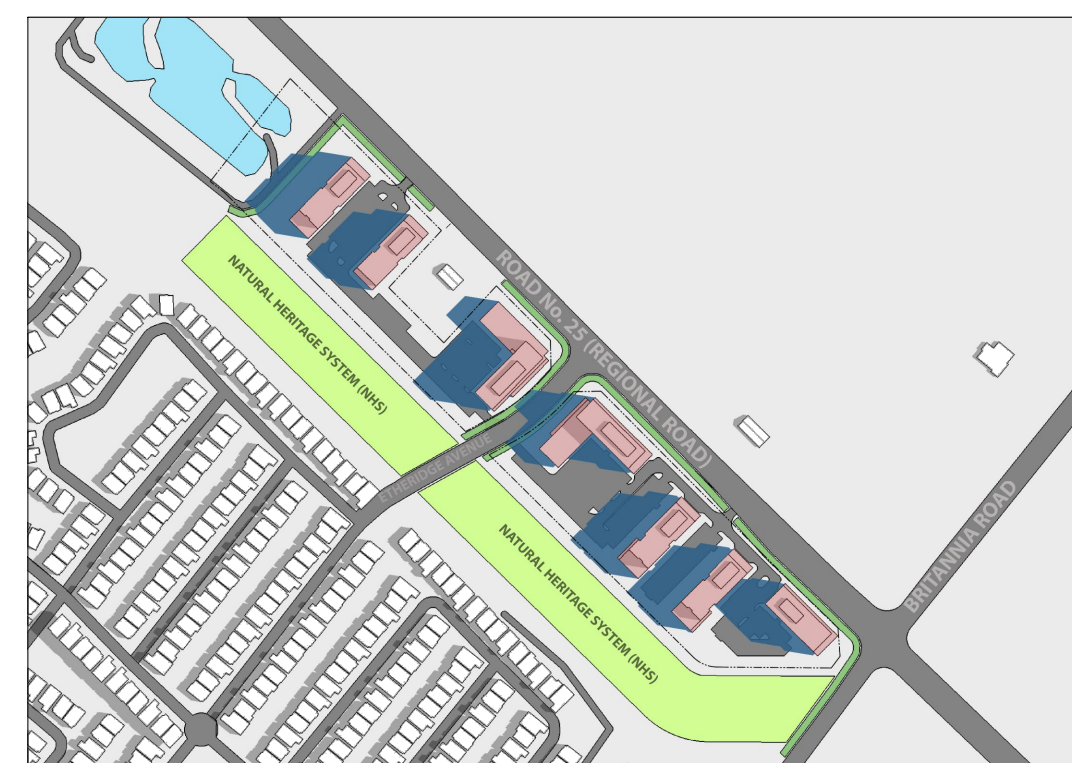 ROAD No. 25 (REGIONAL ROAD)
NATURAL HERITAGE SYSTEM (NHS)
ETHERIDGE AVENUE
NATURAL HERITAGE SYSTEM (NHS)
BRITANNIA ROAD